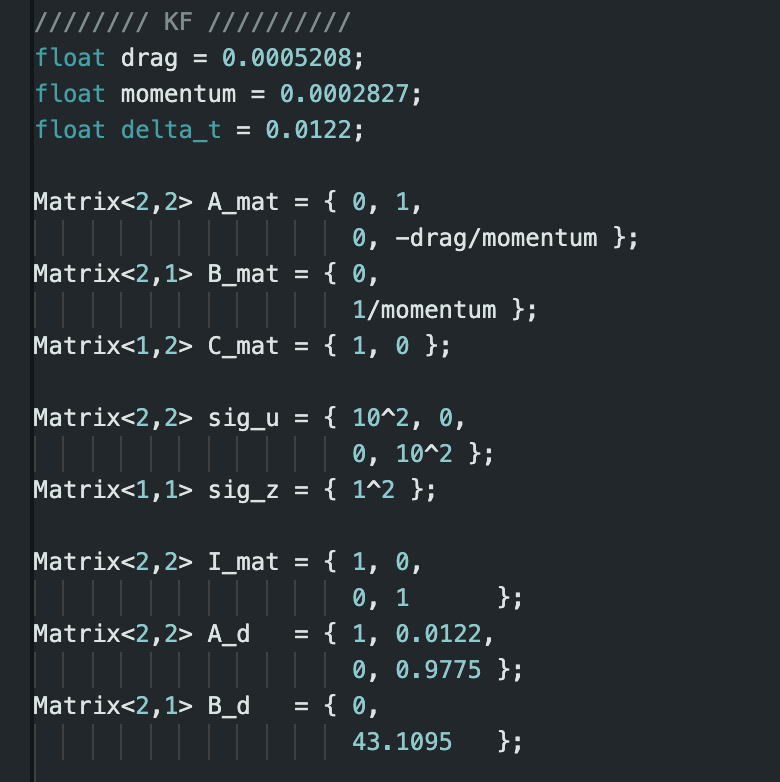 //////// KF //////////
float drag = 0.0005208;
float momentum = 0.0002827;
float delta_t = 0.0122;
Matrix<2,2> A_mat = { 0, 1,
0, -drag/momentum };
Matrix<2,1> B_mat = { 0,
1/momentum };
Matrix<1,2> C_mat = { 1, 0 };
Matrix<2,2> sig_u = { 10^2, 0,
0, 10^2 };
Matrix<1,1> sig_z = { 1^2 };
Matrix<2,2> I_mat = { 1, 0,
0, 1      };
Matrix<2,2> A_d   = { 1, 0.0122,
0, 0.9775 };
Matrix<2,1> B_d   = { 0,
43.1095   };